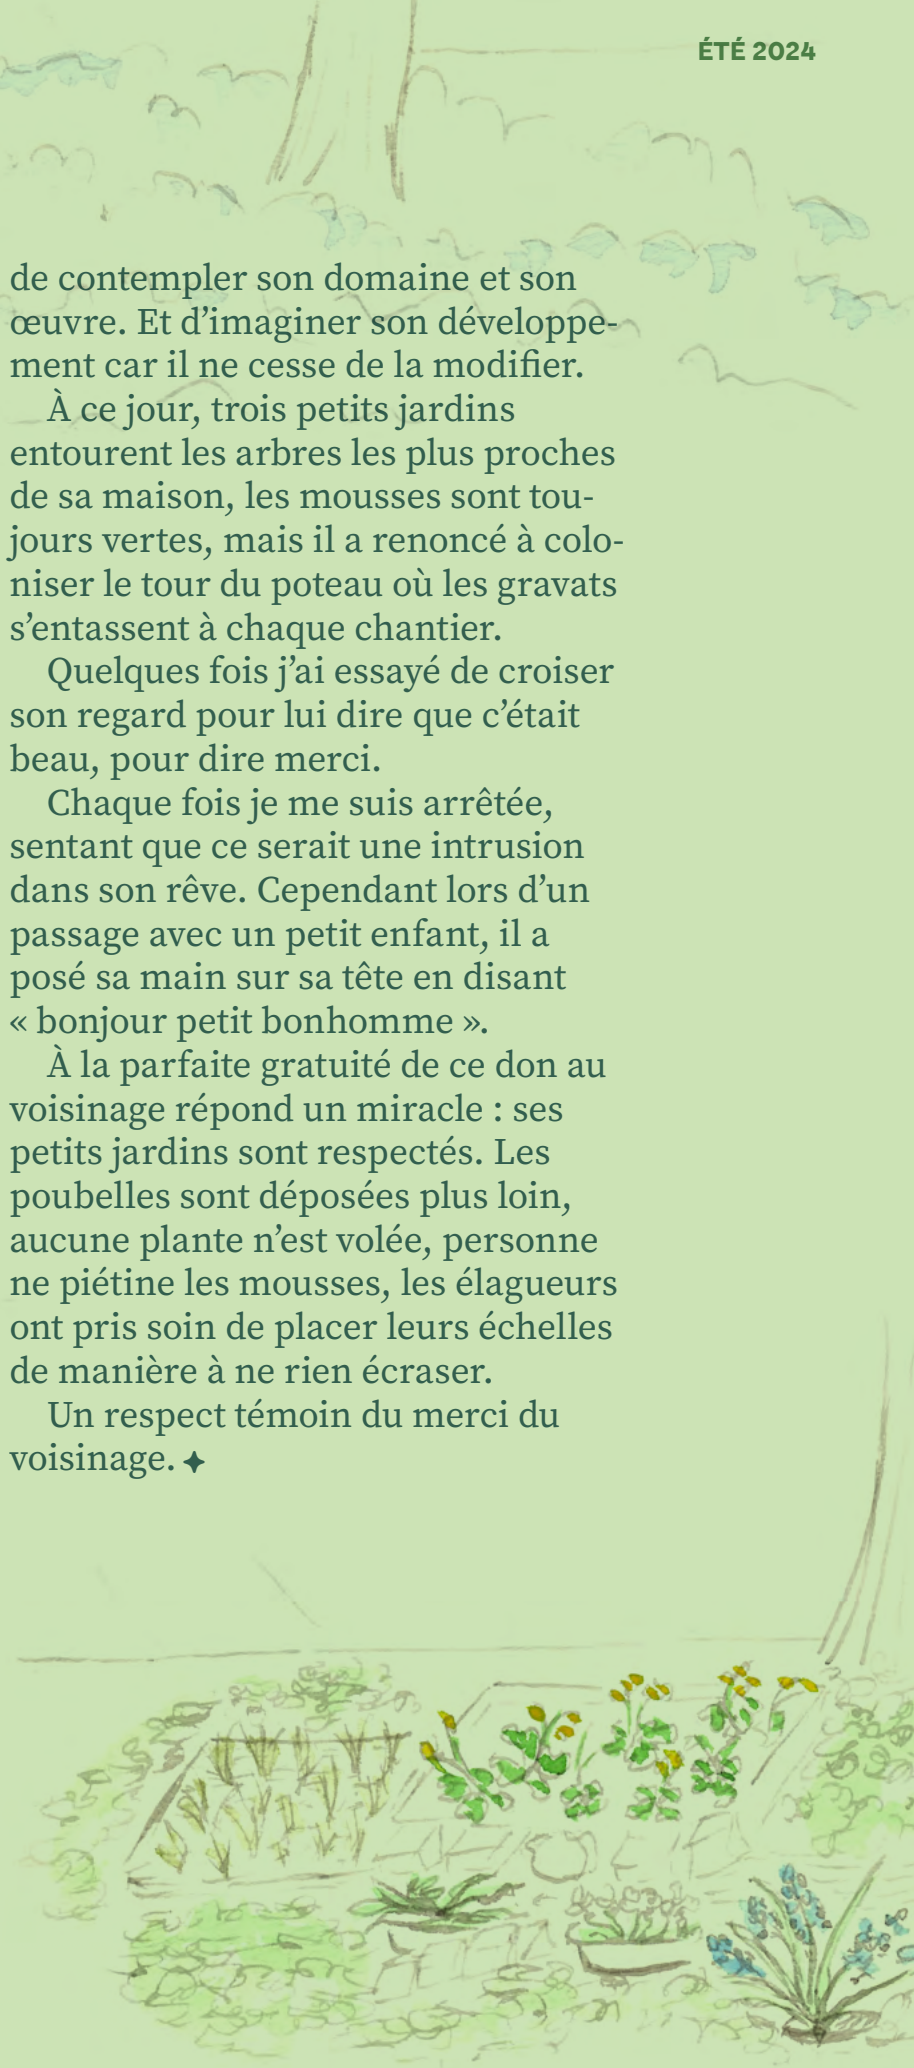 ÉTÉ 2024
de contempler son domaine et son
œuvre. Et d’imaginer son développe-
ment car il ne cesse de la modifier.
À ce jour, trois petits jardins
entourent les arbres les plus proches
de sa maison, les mousses sont tou-
jours vertes, mais il a renoncé à colo-
niser le tour du poteau où les gravats
s’entassent à chaque chantier.
Quelques fois j’ai essayé de croiser
son regard pour lui dire que c’était
beau, pour dire merci.
Chaque fois je me suis arrêtée,
sentant que ce serait une intrusion
dans son rêve. Cependant lors d’un
passage avec un petit enfant, il a
posé sa main sur sa tête en disant
« bonjour petit bonhomme ».
À la parfaite gratuité de ce don au
voisinage répond un miracle : ses
petits jardins sont respectés. Les
poubelles sont déposées plus loin,
aucune plante n’est volée, personne
ne piétine les mousses, les élagueurs
ont pris soin de placer leurs échelles
de manière à ne rien écraser.
Un respect témoin du merci du
voisinage. ✦